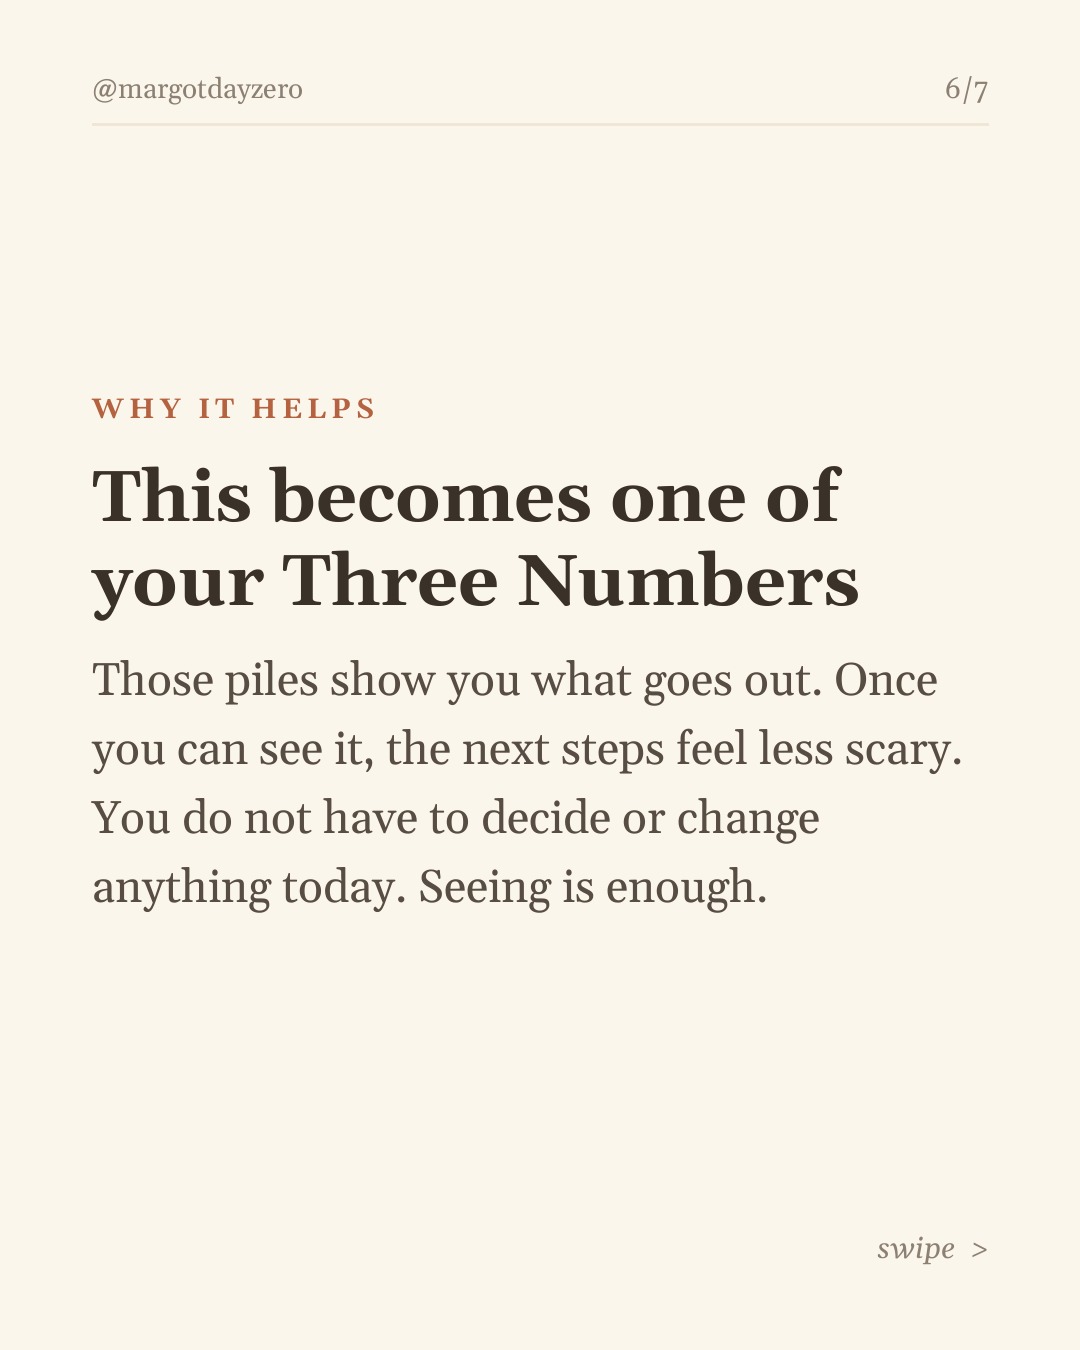 @margotdayzero
6/7
WHY IT HELPS
This becomes one of
your Three Numbers
Those piles show you what goes out. Once
you can see it, the next steps feel less scary.
You do not have to decide or change
anything today. Seeing is enough.
swipe >